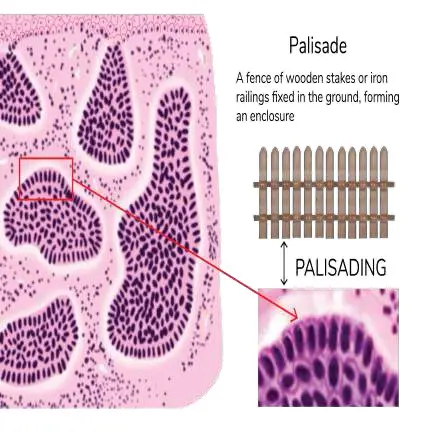 Palisade
A fence of wooden stakes or iron
railings fixed in the ground, forming
an enclosure
PALISADING